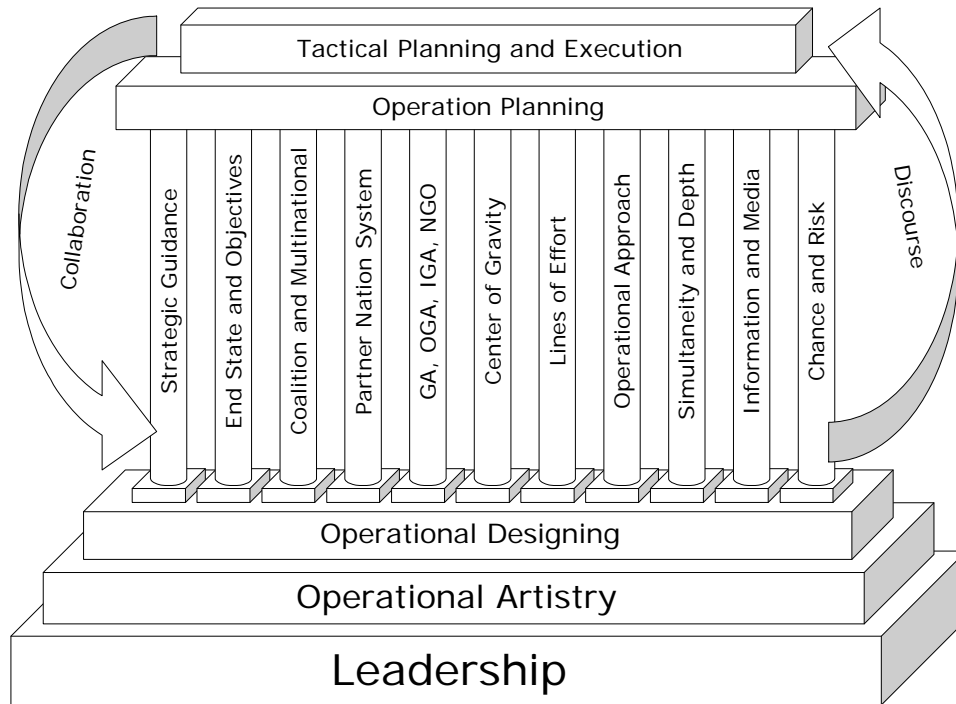 Tactical Planning and Execution
Operation Planning
Collaboration
Strategic Guidance
End State and Objectives
Coalition and Multinational
Partner Nation System
GA, OGA, IGA, NGO
Center of Gravity
Lines of Effort
Operational Approach
Simultaneity and Depth
Information and Media
Chance and Risk
Discourse
Operational Designing
Operational Artistry
Leadership